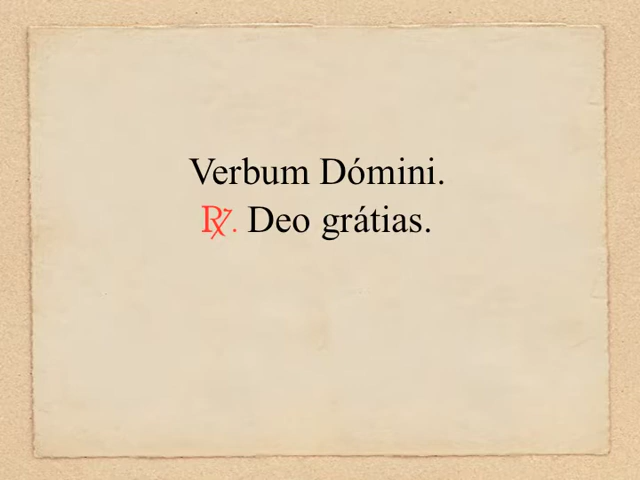 Verbum Dómini.
℟. Deo grátias.